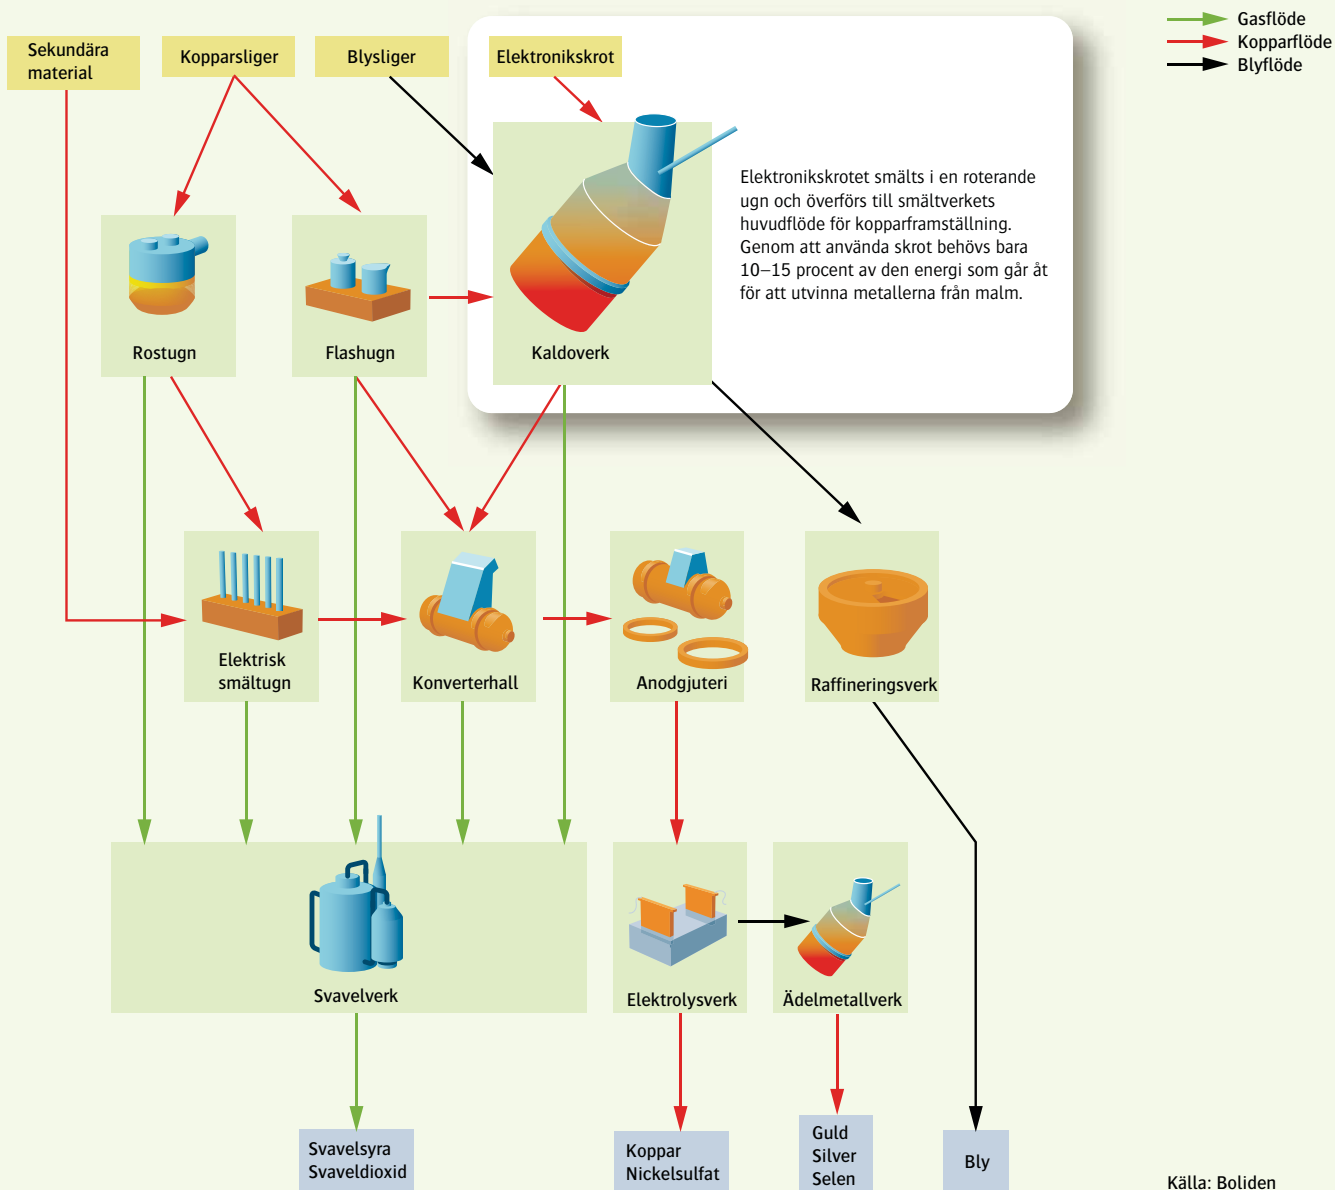 Gasflöde
Kopparflöde
Blyflöde
Sekundära
material
Kopparsliger
Blysliger
Elektronikskrot
Elektronikskrotet smälts i en roterande
ugn och överförs till smältverkets
huvudflöde för kopparframställning.
Genom att använda skrot behövs bara
10–15 procent av den energi som går åt
för att utvinna metallerna från malm.
Rostugn
Flashugn
Kaldoverk
Elektrisk
smältugn
Konverterhall
Anodgjuteri
Raffineringsverk
Svavelverk
Elektrolysverk
Ädelmetallverk
Svavelsyra
Svaveldioxid
Koppar
Nickelsulfat
Guld
Silver
Selen
Bly
Källa: Boliden